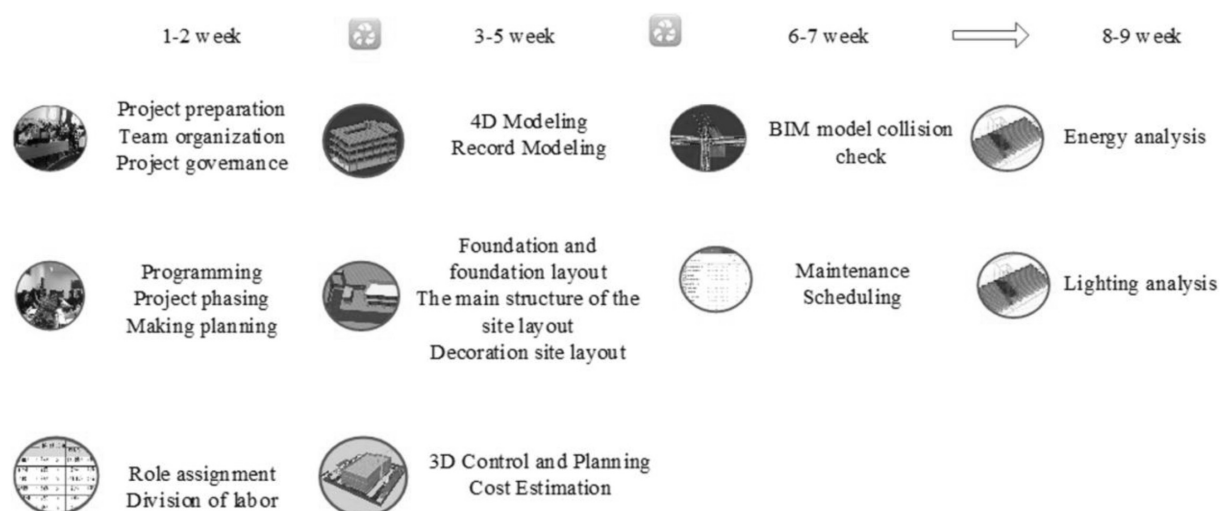 1-2 week
3-5 week
6-7 week
8-9 week
Project preparation
Team organization
Project governance
4D Modeling
Record Modeling
BIM model collision
check
Energy analysis
Programming
Project phasing
Making planning
Foundation and
foundation layout
The main structure of the
site layout
Decoration site layout
Maintenance
Scheduling
Lighting analysis
Role assignment
Division of labor
3D Control and Planning
Cost Estimation